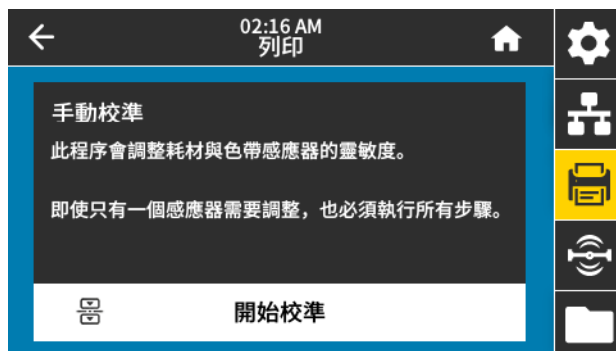 02:16 AM
列印
手動校準
此程序會調整耗材與色帶感應器的靈敏度。
即使只有一個感應器需要調整，也必須執行所有步驟。
開始校準